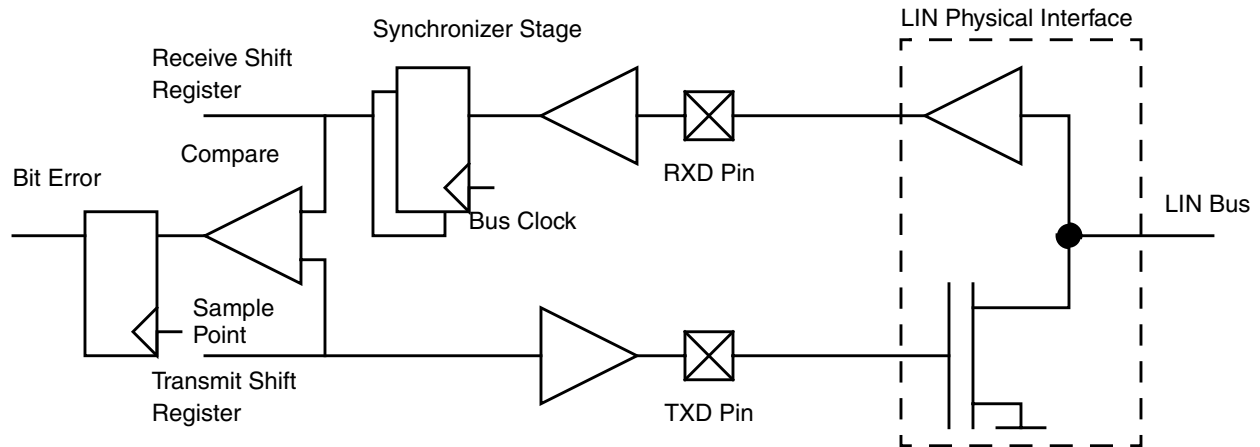 LIN Physical Interface
Synchronizer Stage
Receive Shift
Register
Compare
RXD Pin
Bit Error
Bus Clock
LIN Bus
Sample
Point
Transmit Shift
Register
TXD Pin